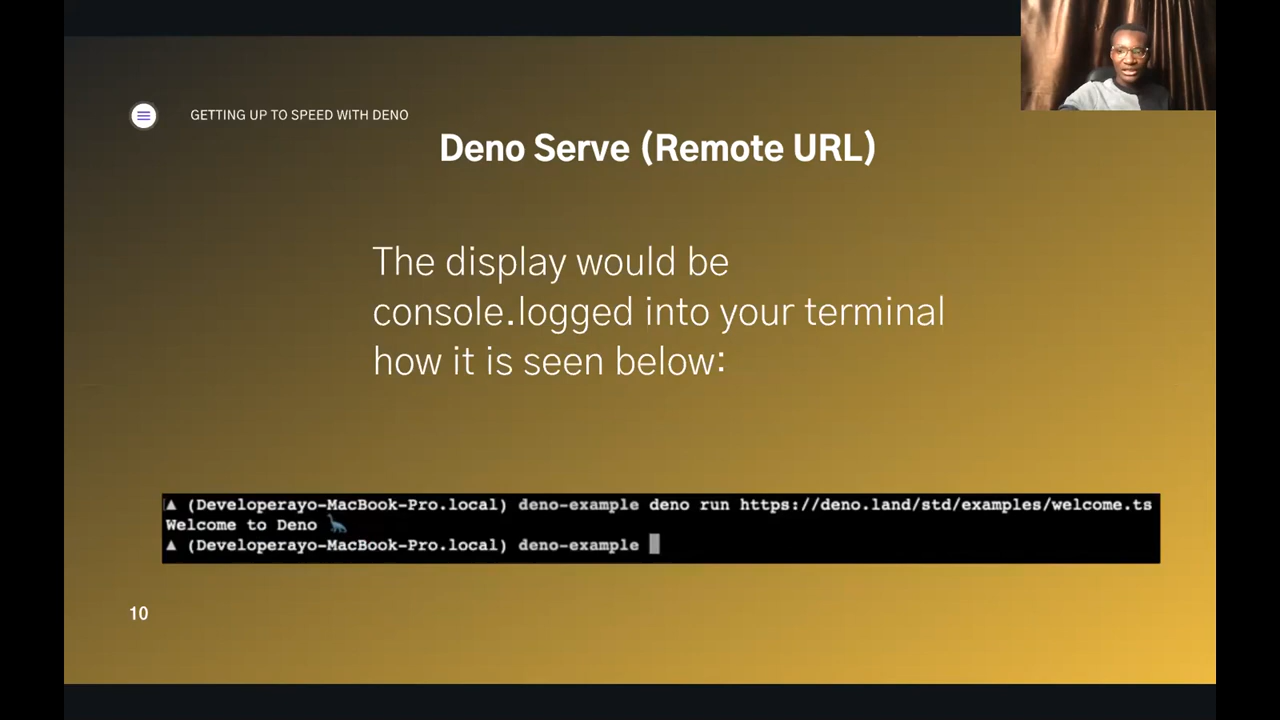 GETTING UP TO SPEED WITH DENO
Deno Serve (Remote URL)
The display would be
console.logged into your terminal
how it is seen below:
(Developerayo-MacBook-Pro.local) deno-example deno run https://deno.land/std/examples/welcome.ts
Welcome to Deno 🦕
(Developerayo-MacBook-Pro.local) deno-example
10